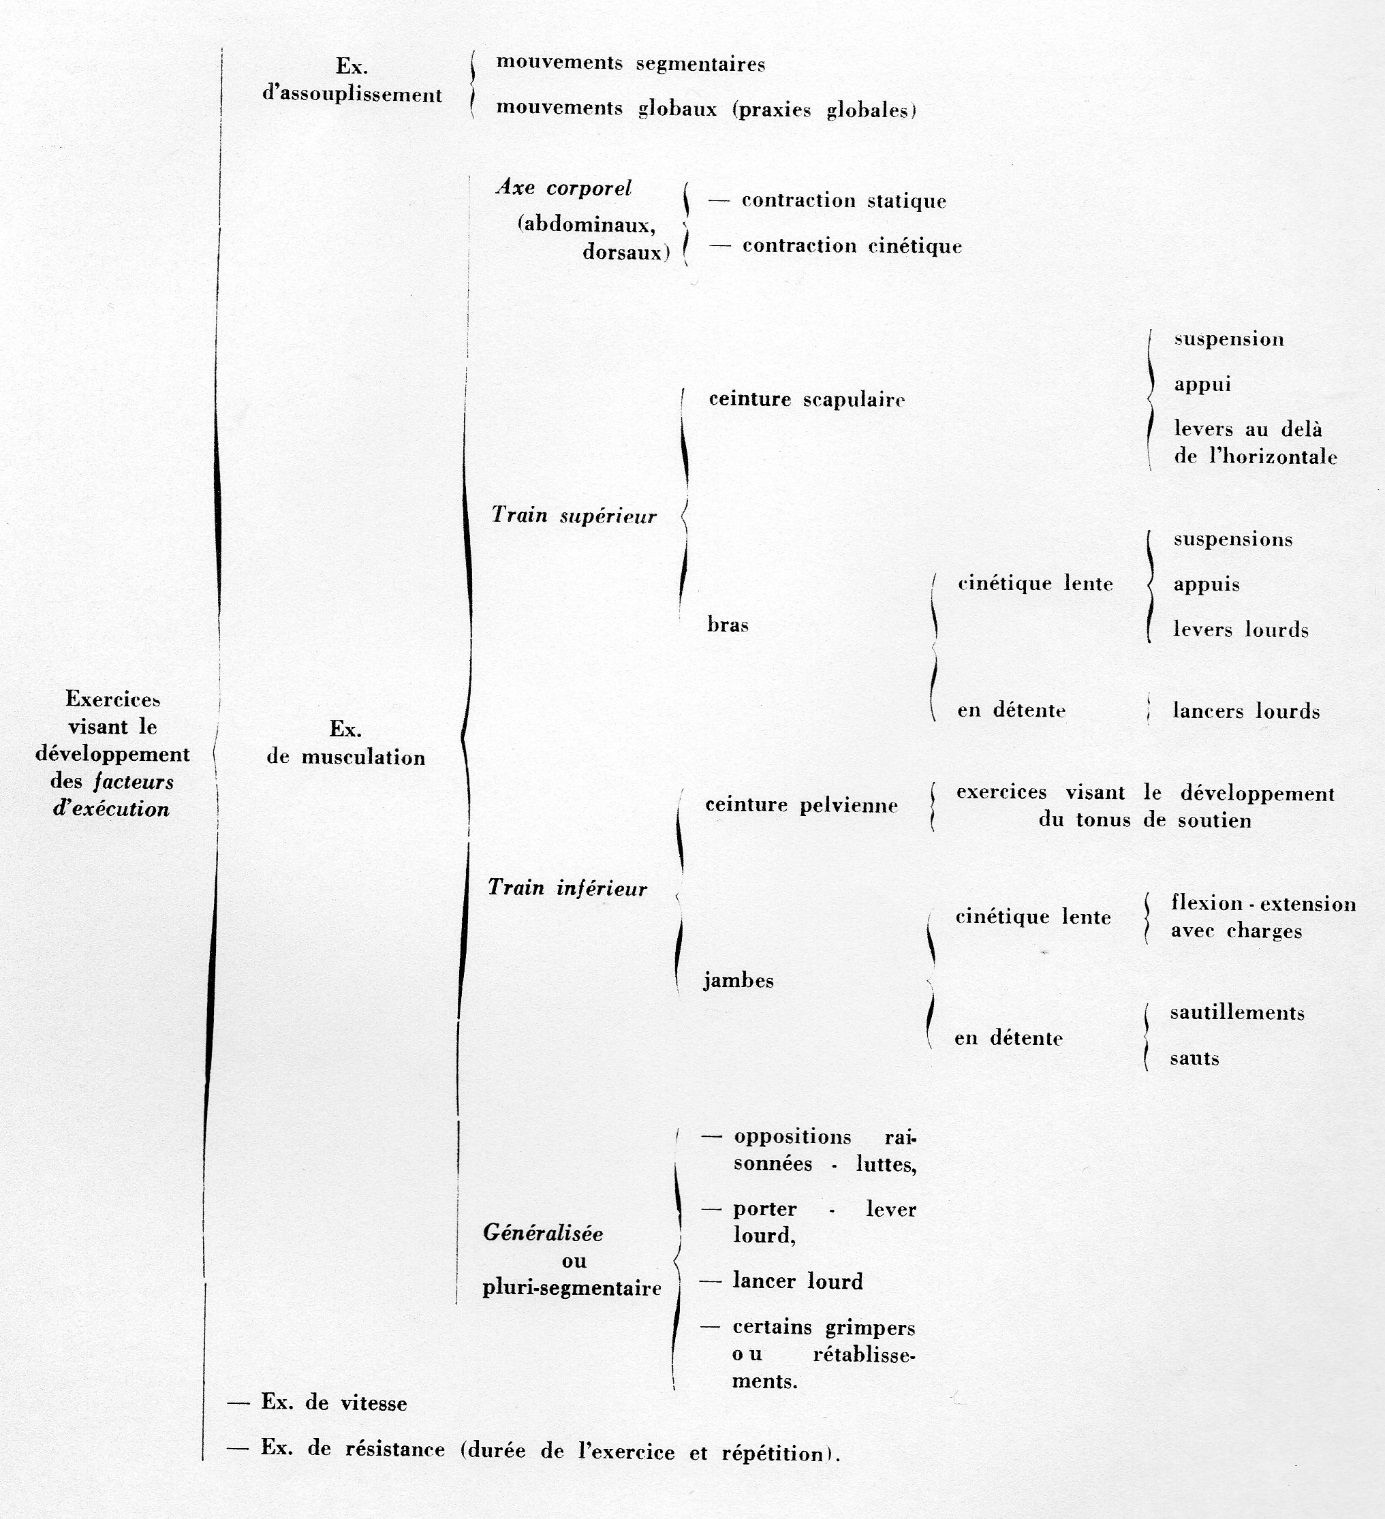 Ex.
d'assouplissement
mouvements segmentaires
mouvements globaux (praxies globales)
Axe corporel
(abdominaux,
dorsaux)
— contraction statique
— contraction cinétique
Train supérieur
ceinture scapulaire
suspension
appui
levers au delà
de l'horizontale
bras
cinétique lente
suspensions
appuis
levers lourds
en détente
lancers lourds
Exercices
visant le
développement
des facteurs
d'exécution
Ex.
de musculation
Train inférieur
ceinture pelvienne
exercices visant le développement
du tonus de soutien
jambes
cinétique lente
flexion - extension
avec charges
en détente
sautillements
sauts
Généralisée
ou
pluri-segmentaire
— oppositions rai-
sonnées - luttes,
— porter - lever
lourd,
— lancer lourd
— certains grimpers
ou rétablisse-
ments.
— Ex. de vitesse
— Ex. de résistance (durée de l'exercice et répétition).